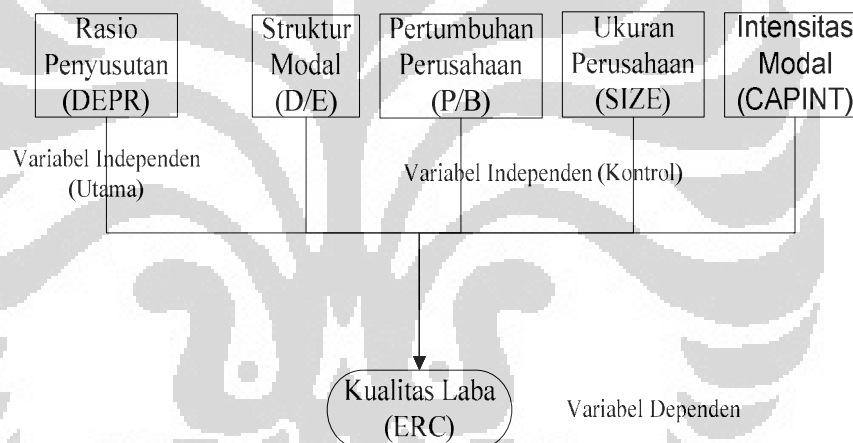 Rasio
Penyusutan
(DEPR)
Struktur
Modal
(D/E)
Pertumbuhan
Perusahaan
(P/B)
Ukuran
Perusahaan
(SIZE)
Intensitas
Modal
(CAPINT)
Variabel Independen
(Utama)
Variabel Independen (Kontrol)
Kualitas Laba
(ERC)
Variabel Dependen